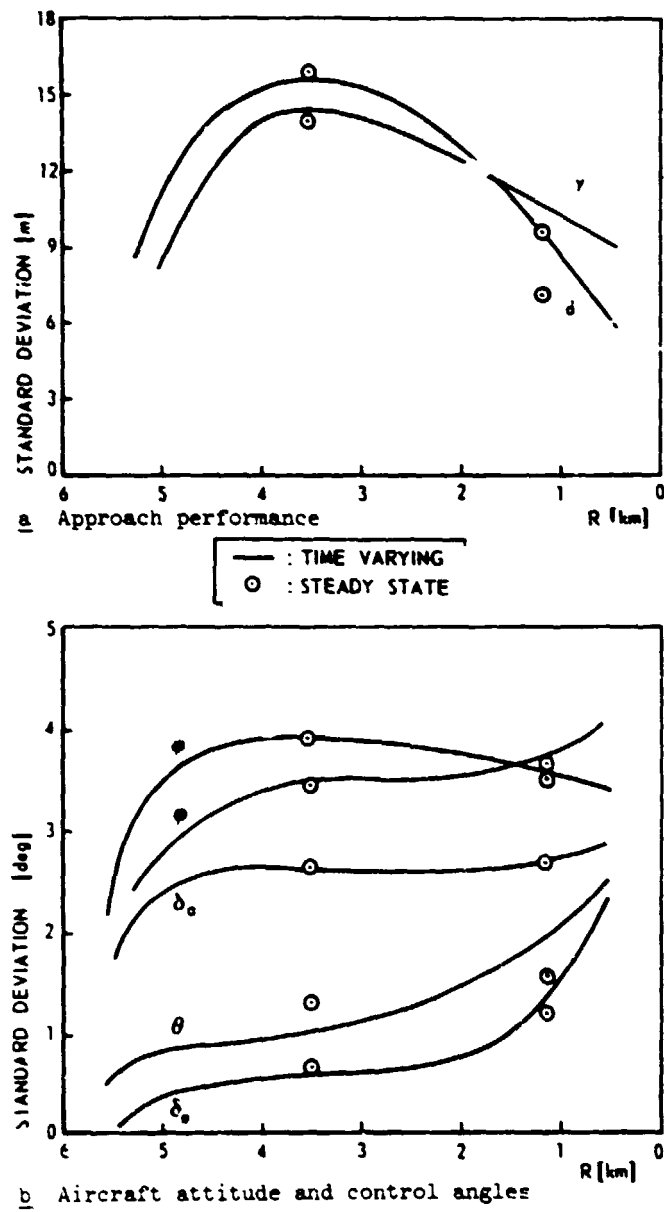 18
15
12
9
6
3
0
STANDARD DEVIATION [m]
y
d
6 5 4 3 2 1 0
a Approach performance R [km]
— : TIME VARYING
⊙ : STEADY STATE
5
4
3
2
1
0
STANDARD DEVIATION [deg]
δa
θ
6 5 4 3 2 1 0
R [km]
b Aircraft attitude and control angles